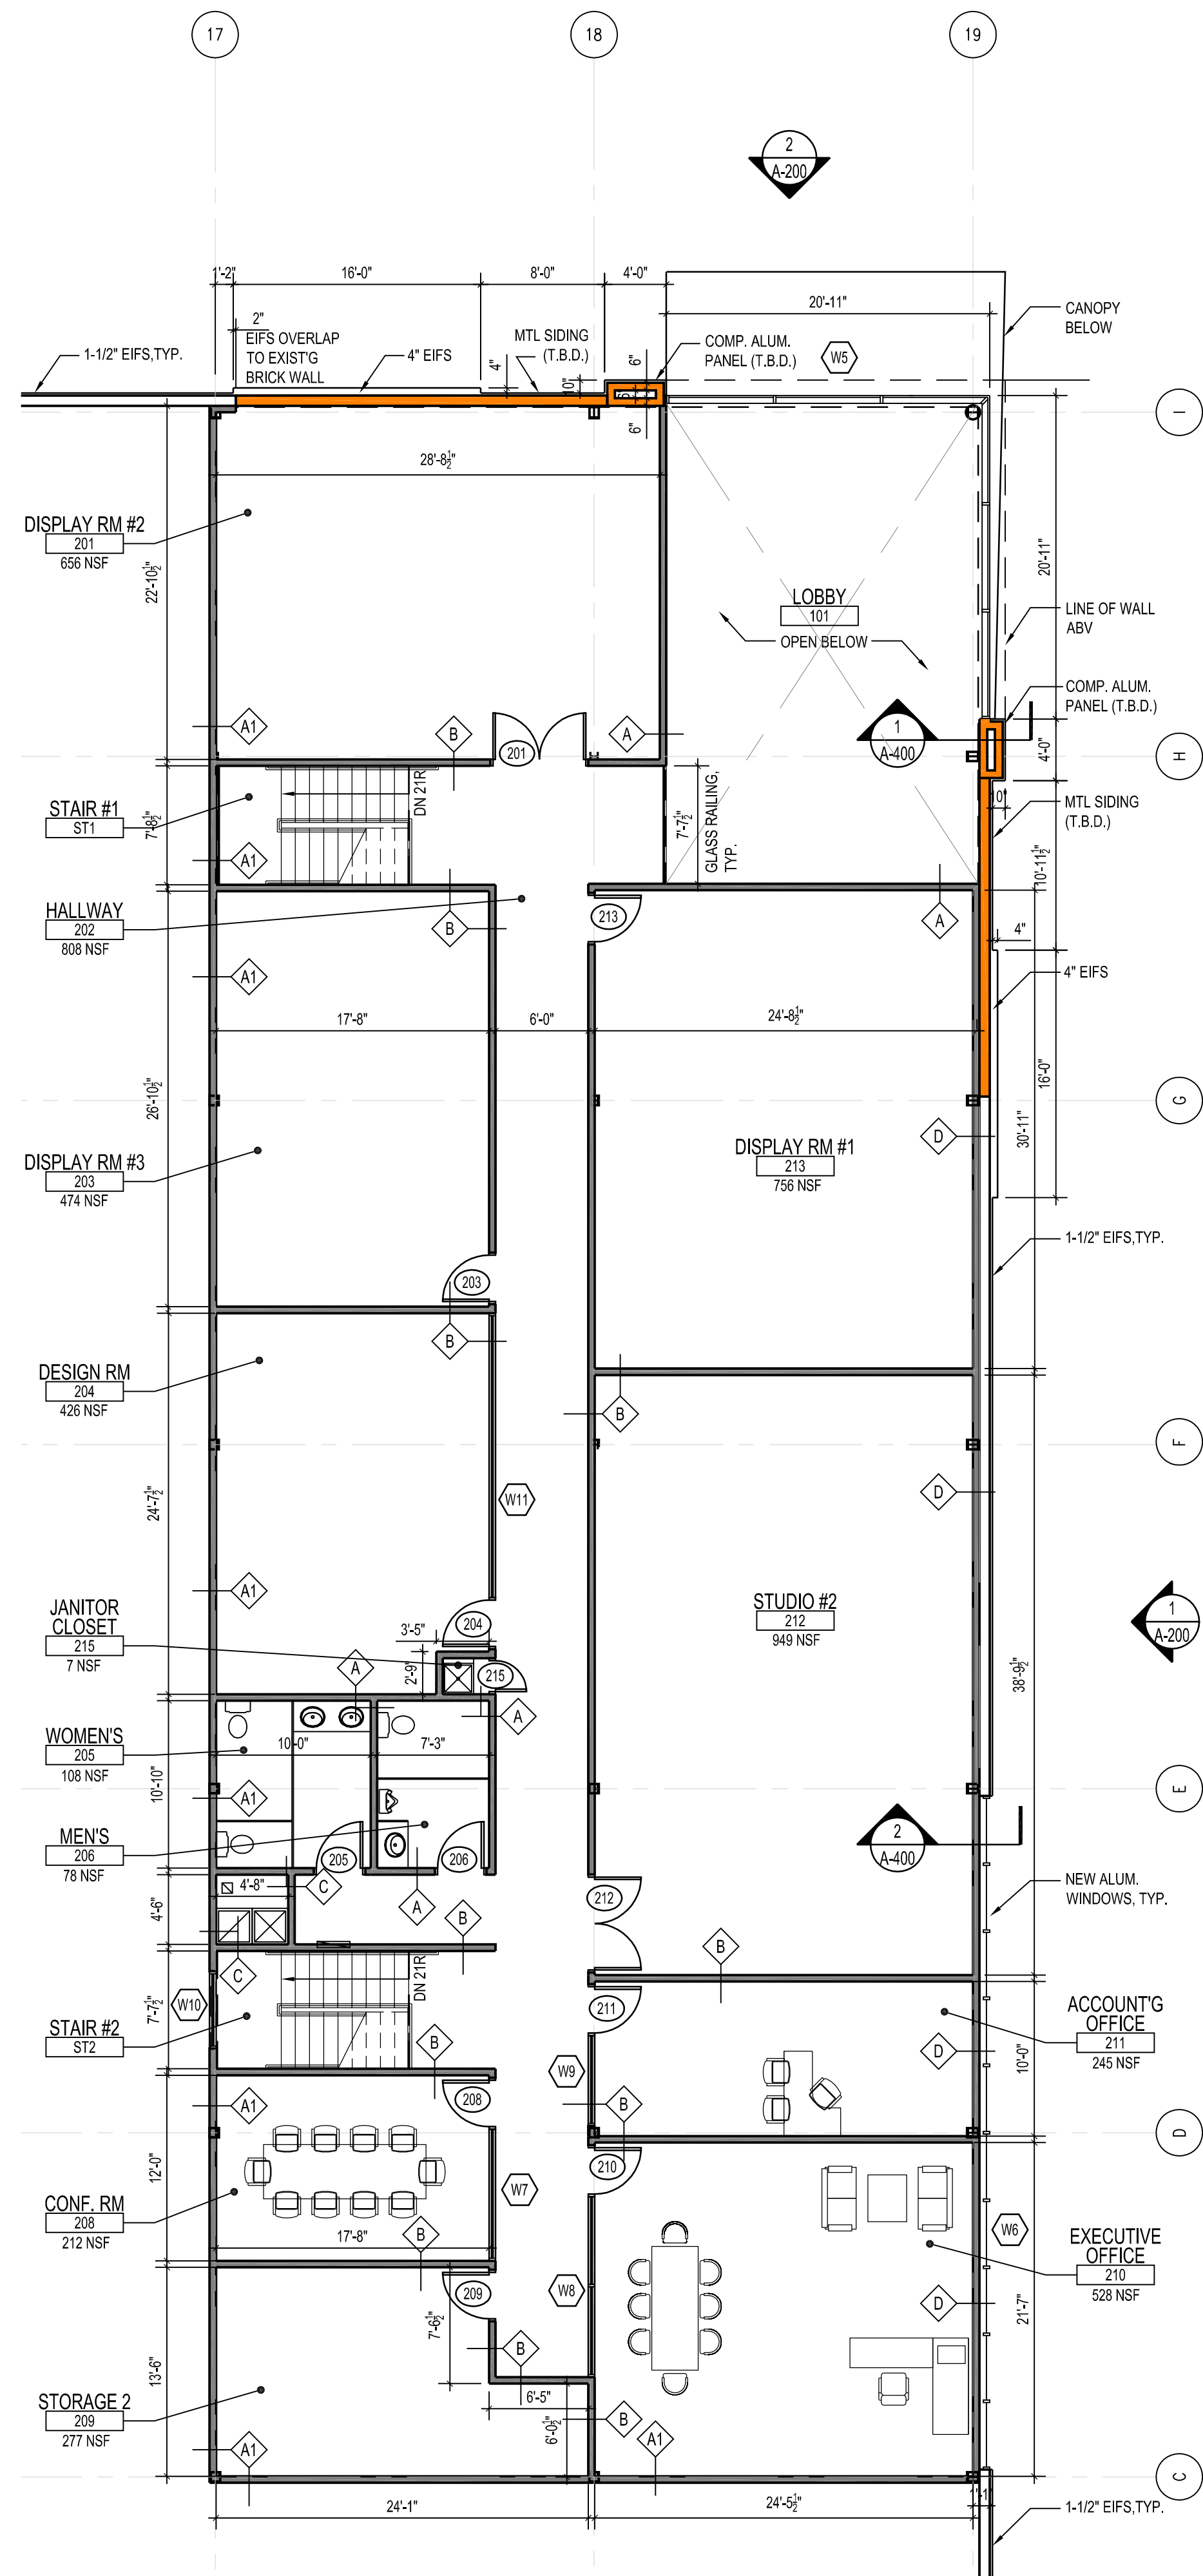 17
18
19
2
A-200
1'-2"
16'-0"
8'-0"
4'-0"
20'-11"
CANOPY
BELOW
2"
EIFS OVERLAP
TO EXIST'G
BRICK WALL
1-1/2" EIFS,TYP.
4" EIFS
4"
MTL SIDING
(T.B.D.)
10"
COMP. ALUM.
PANEL (T.B.D.)
6"
6"
6"
W5
I
28'-8½"
DISPLAY RM #2
201
656 NSF
22'-10½"
LOBBY
101
OPEN BELOW
20'-11"
LINE OF WALL
ABV
COMP. ALUM.
PANEL (T.B.D.)
A1
B
201
A
1
A-400
4'-0"
H
STAIR #1
ST1
7'-8½"
DN 21R
7'-7½"
GLASS RAILING,
TYP.
10"
MTL SIDING
(T.B.D.)
A1
10'-11½"
HALLWAY
202
808 NSF
B
213
A
4"
A1
4" EIFS
17'-8"
6'-0"
24'-8½"
26'-10½"
16'-0"
G
30'-11"
D
DISPLAY RM #1
213
756 NSF
DISPLAY RM #3
203
474 NSF
1-1/2" EIFS,TYP.
203
B
DESIGN RM
204
426 NSF
B
F
24'-7½"
W11
D
A1
JANITOR
CLOSET
215
7 NSF
3'-5"
204
STUDIO #2
212
949 NSF
1
A-200
2'-9"
A
215
38'-9½"
A
WOMEN'S
205
108 NSF
10'-0"
7'-3"
10'-10"
A1
E
MEN'S
206
78 NSF
205
206
2
A-400
4'-8"
C
A
212
NEW ALUM.
WINDOWS, TYP.
4'-6"
B
B
C
W10
7'-7½"
DN 21R
211
STAIR #2
ST2
B
ACCOUNT'G
OFFICE
211
245 NSF
10'-0"
D
W9
A1
208
B
D
12'-0"
210
CONF. RM
208
212 NSF
W7
17'-8"
B
W6
EXECUTIVE
OFFICE
210
528 NSF
209
W8
D
7'-6½"
21'-7"
B
13'-6"
STORAGE 2
209
277 NSF
6'-5"
6'-0½"
B
A1
A1
C
24'-1"
24'-5½"
1'-1"
1-1/2" EIFS,TYP.